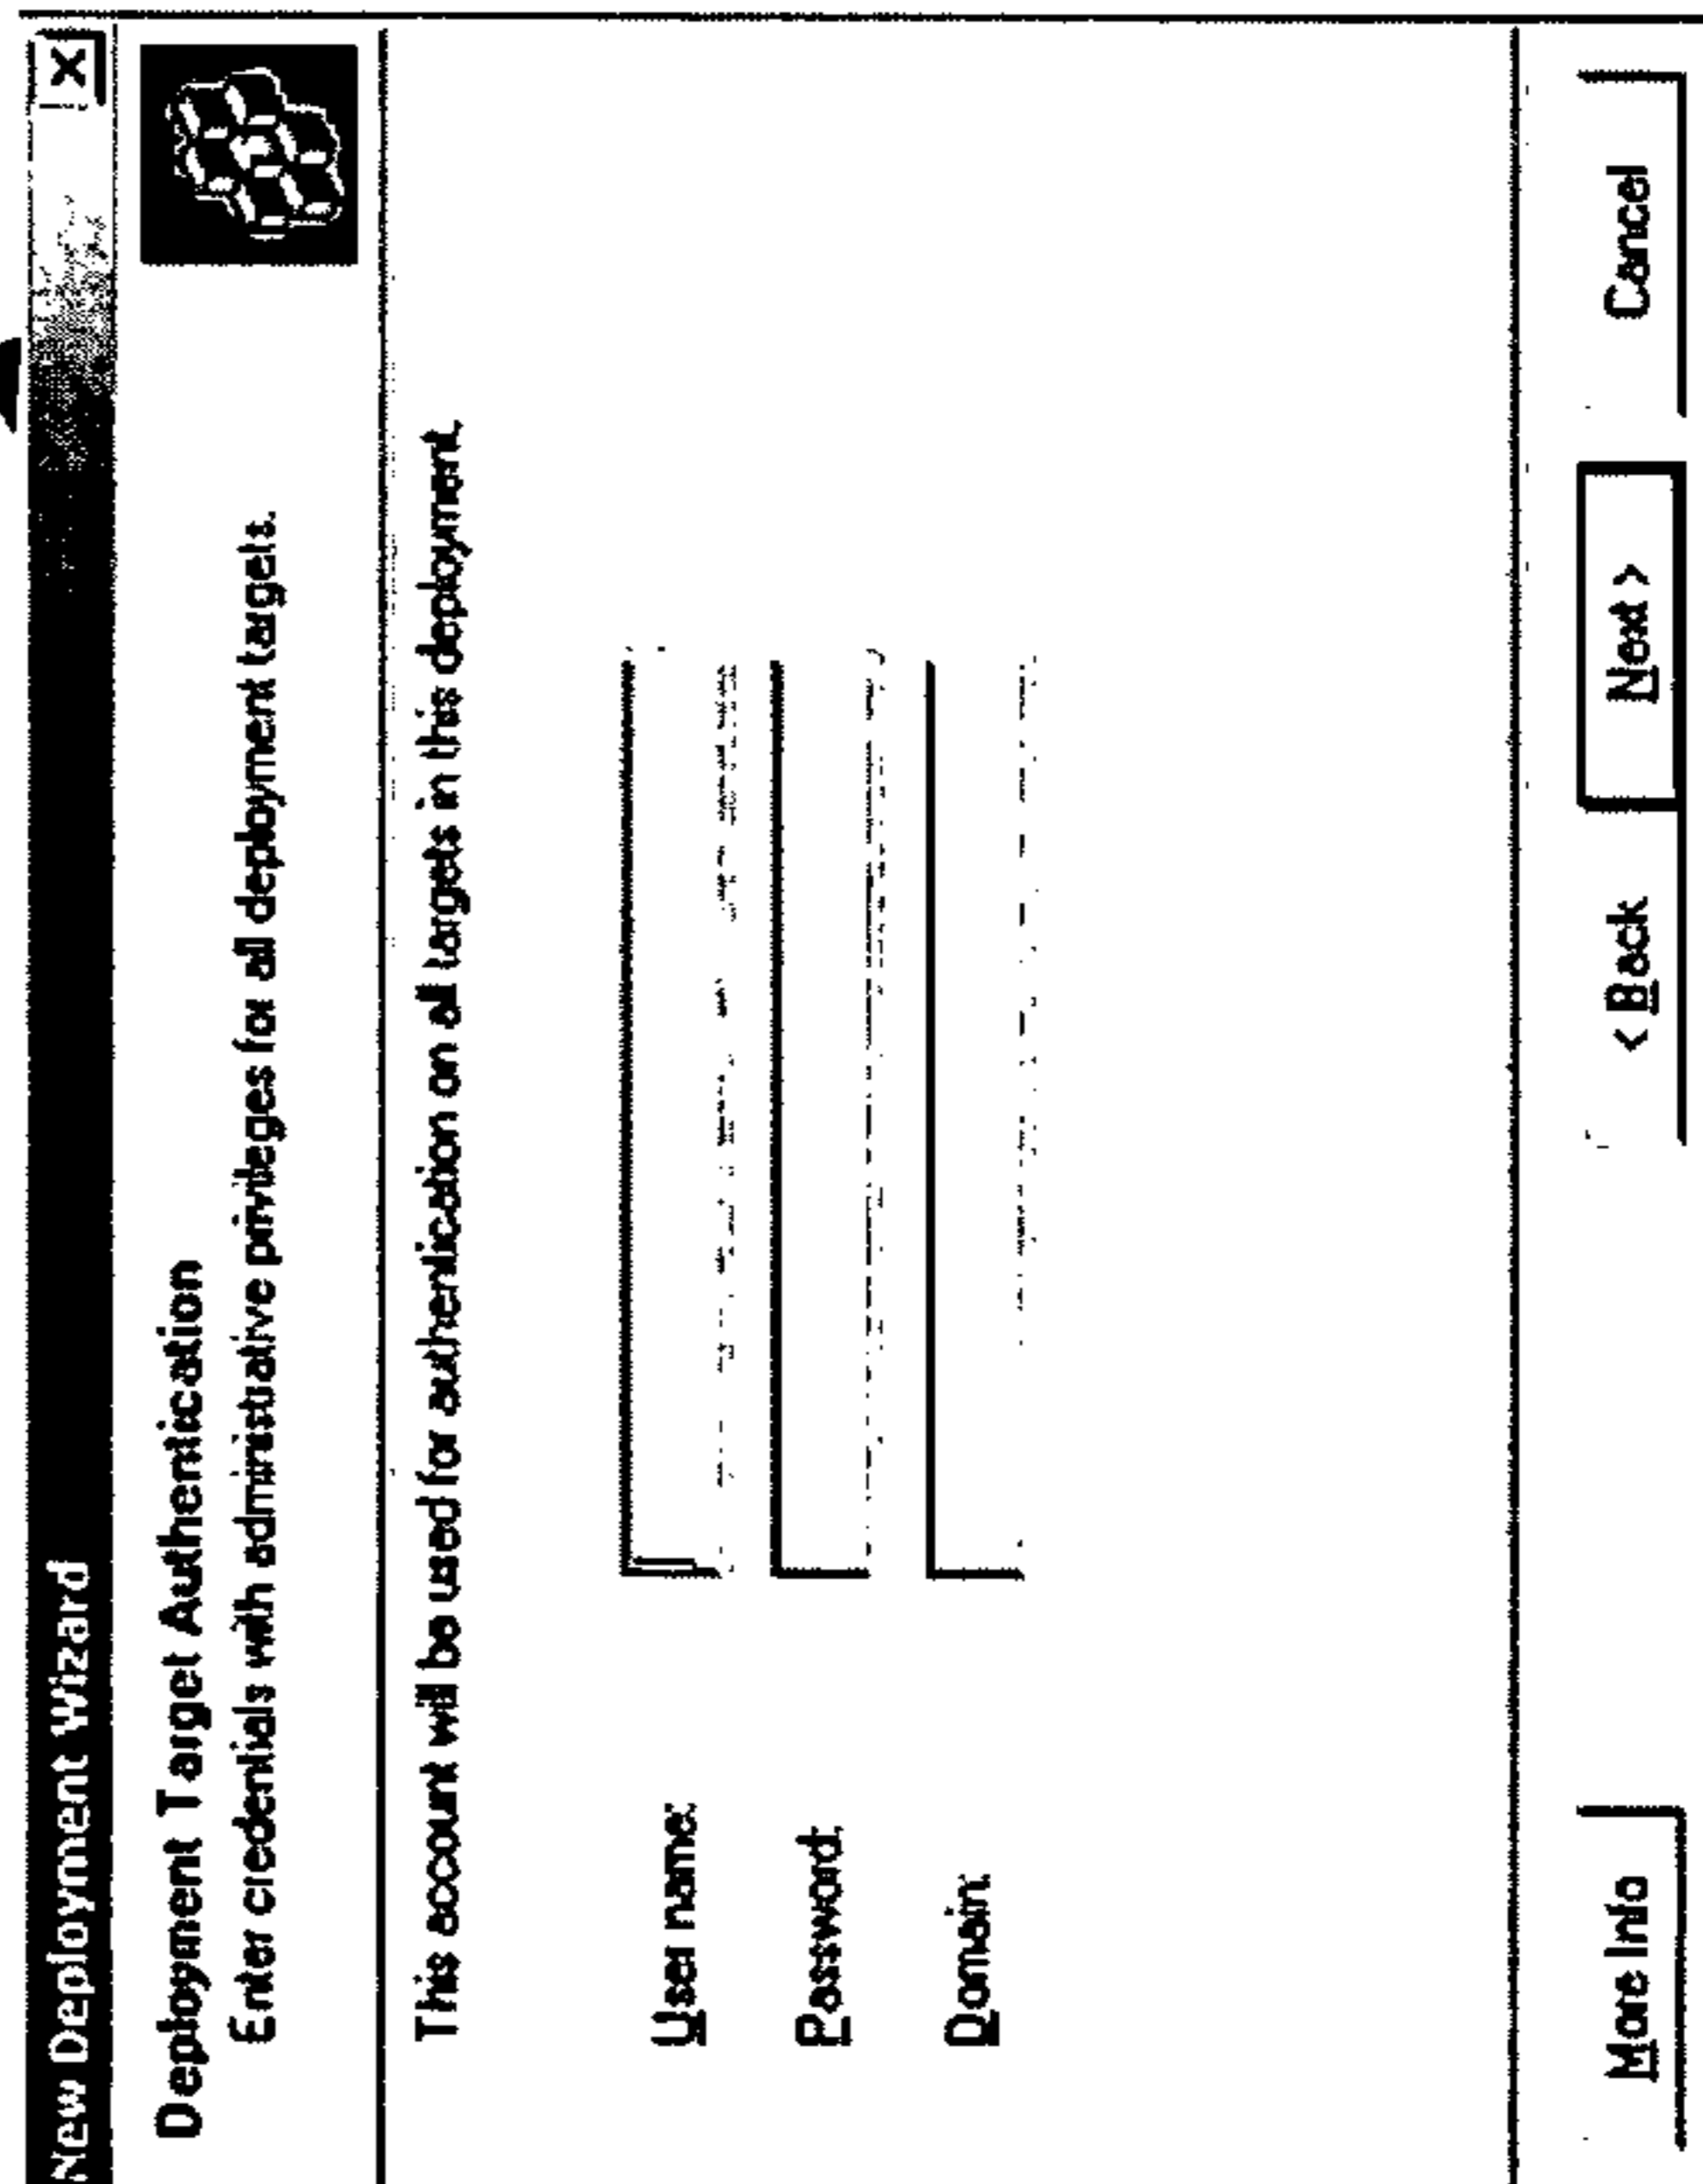 New Deployment Wizard
Deployment Target Authentication
Enter credentials with administrative privileges for all deployment targets.
This account will be used for authentication on all targets in this deployment.
User name:
Password:
Domain:
More Info
< Back
Next >
Cancel